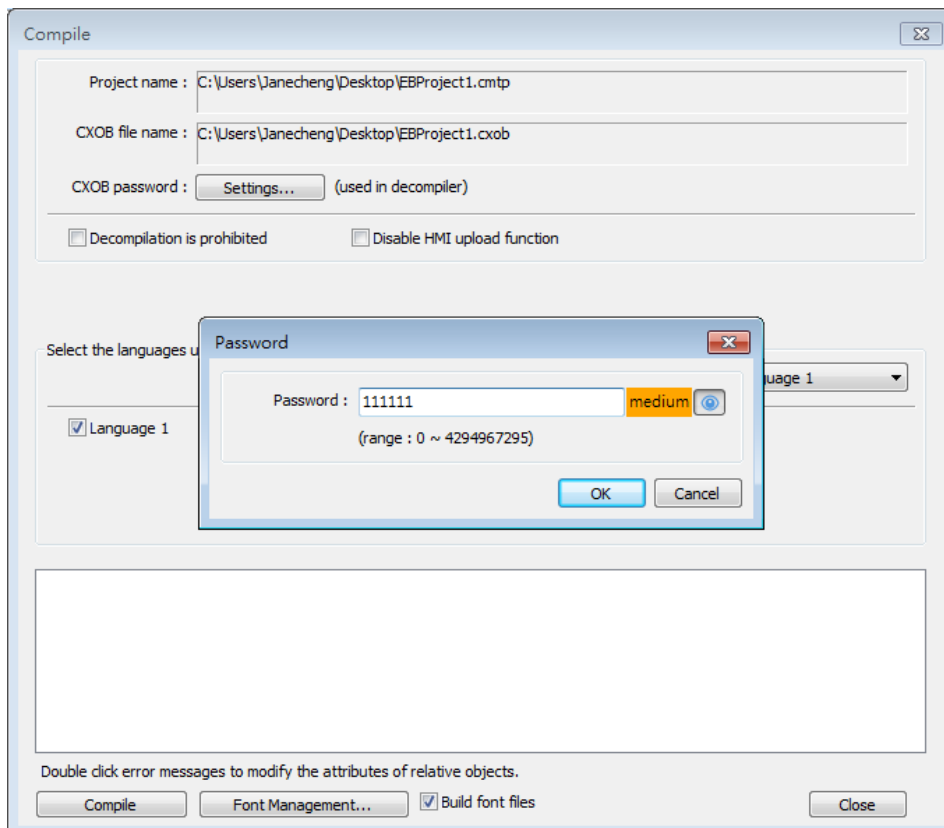 Compile
Project name : C:\Users\Janecheng\Desktop\EBProject1.cmtp
CXOB file name : C:\Users\Janecheng\Desktop\EBProject1.cxob
CXOB password : Settings... (used in decompiler)
Decompilation is prohibited Disable HMI upload function
Password
Select the languages u
guage 1
Password : 111111 medium
Language 1
(range : 0 ~ 4294967295)
OK Cancel
Double click error messages to modify the attributes of relative objects.
Compile Font Management... Build font files Close